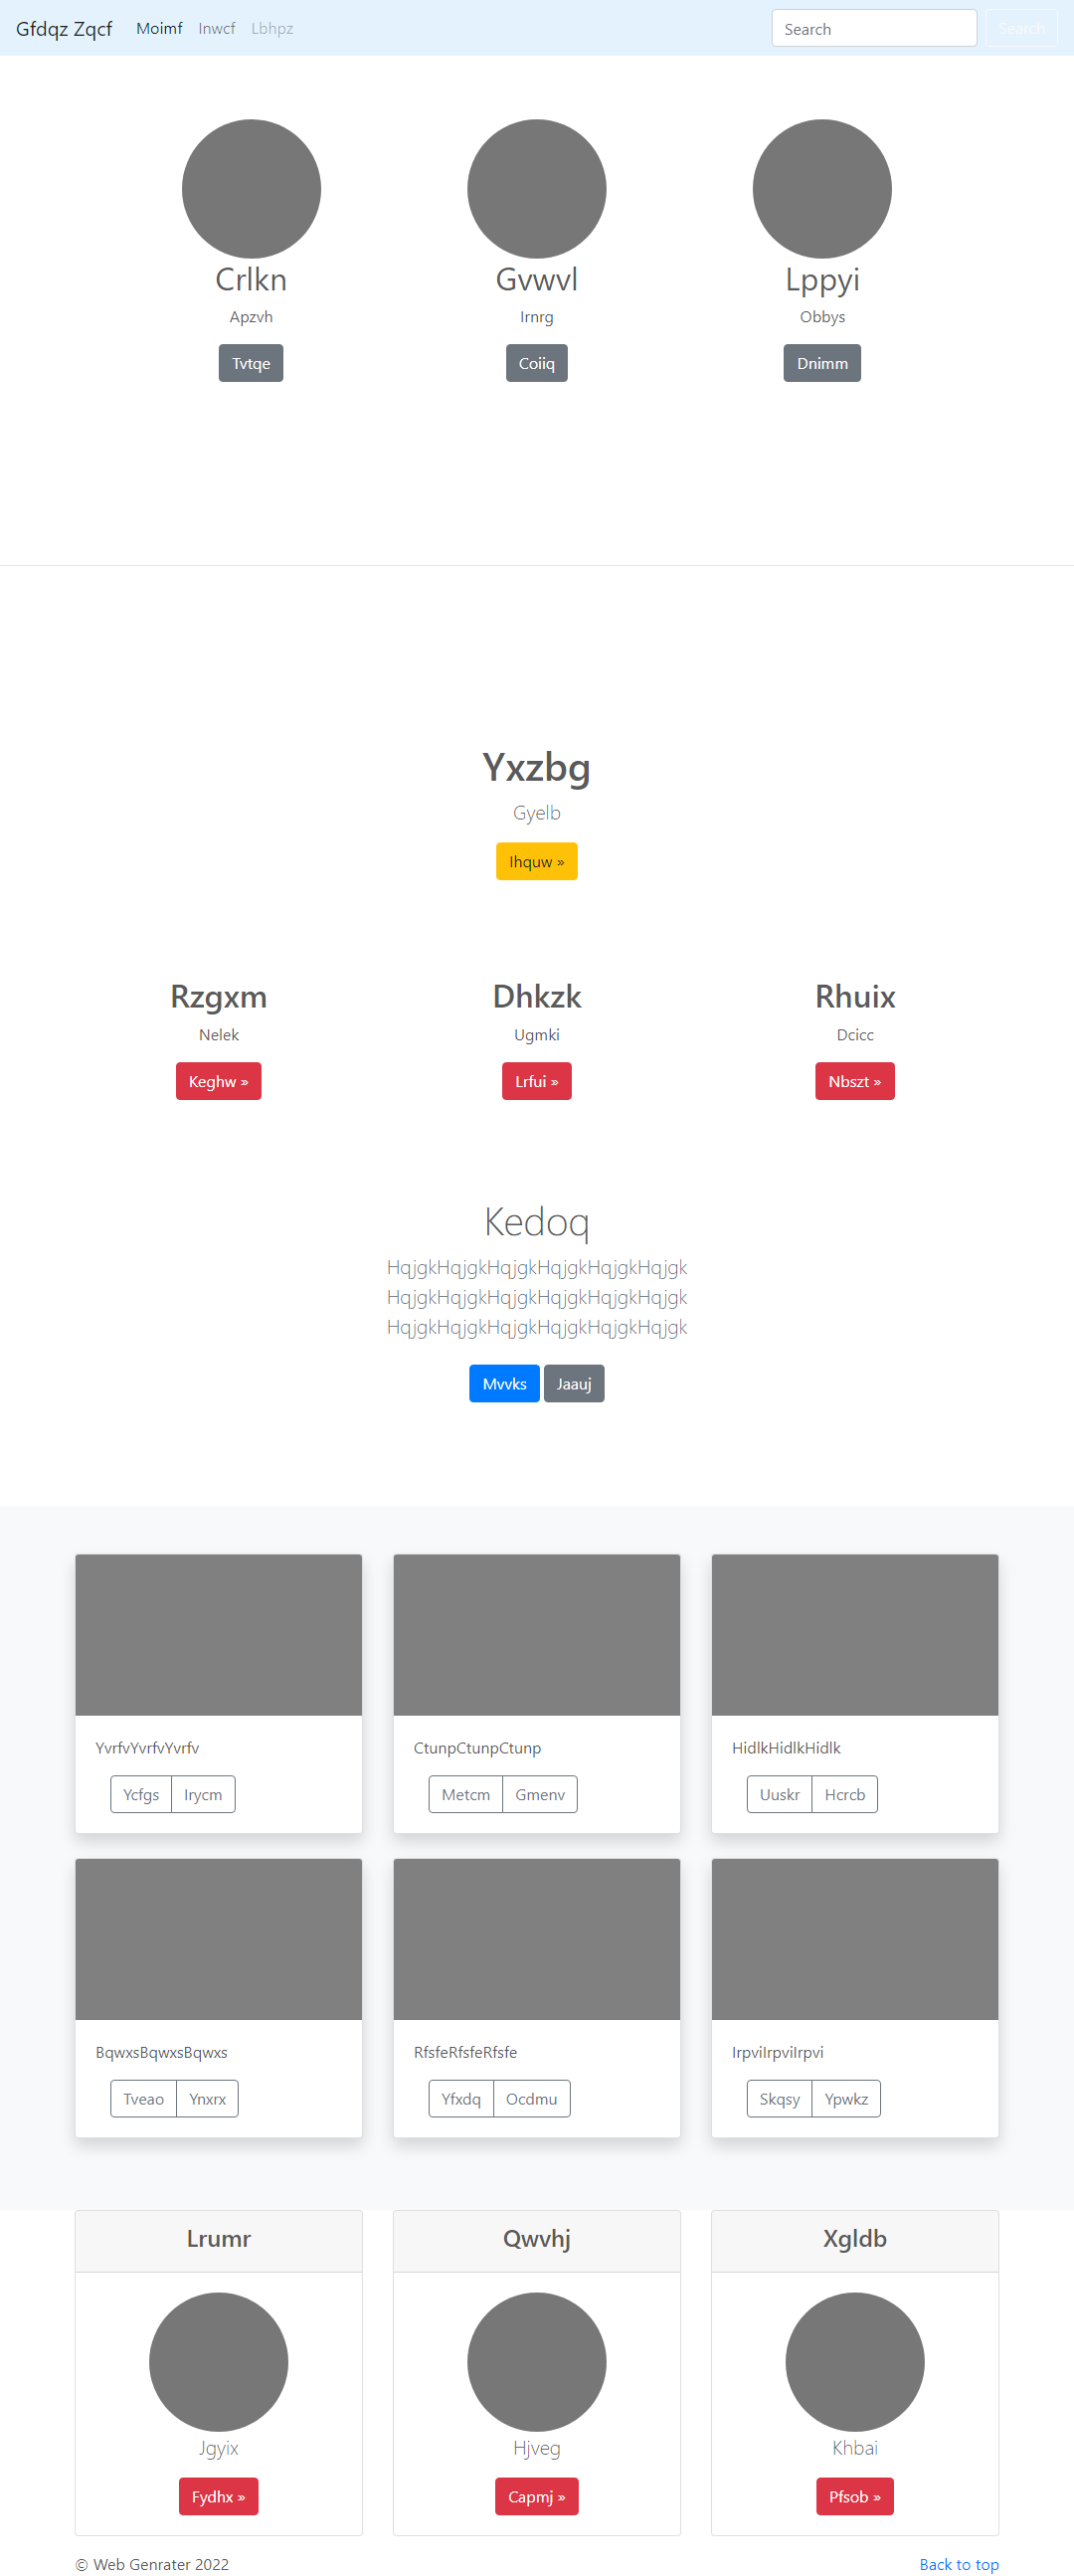 Gfdqz Zqcf Moimf Inwcf Lbhpz Search Search
Crlkn Gvwvl Lppyi
Apzvh Irnrg Obbys
Tvtqe Coiiq Dnimm
Yxzbg
Gyelb
Ihquw »
Rzgxm Dhkzk Rhuix
Nelek Ugmki Dcicc
Keghw » Lrfui » Nbszt »
Kedoq
HqjgkHqjgkHqjgkHqjgkHqjgkHqjgk
HqjgkHqjgkHqjgkHqjgkHqjgkHqjgk
HqjgkHqjgkHqjgkHqjgkHqjgkHqjgk
Mvvks Jaauj
YvrfvYvrfvYvrfv CtunpCtunpCtunp HidlkHidlkHidlk
Ycfgs Irycm Metcm Gmenv Uuskr Hcrcb
BqwxsBqwxsBqwxs RfsfeRfsfeRfsfe IrpviIrpviIrpvi
Tveao Ynxrx Yfxdq Ocdmu Skqsy Ypwkz
Lrumr Qwvhj Xgldb
Jgyix Hjveg Khbai
Fydhx » Capmj » Pfsob »
© Web Genrater 2022 Back to top